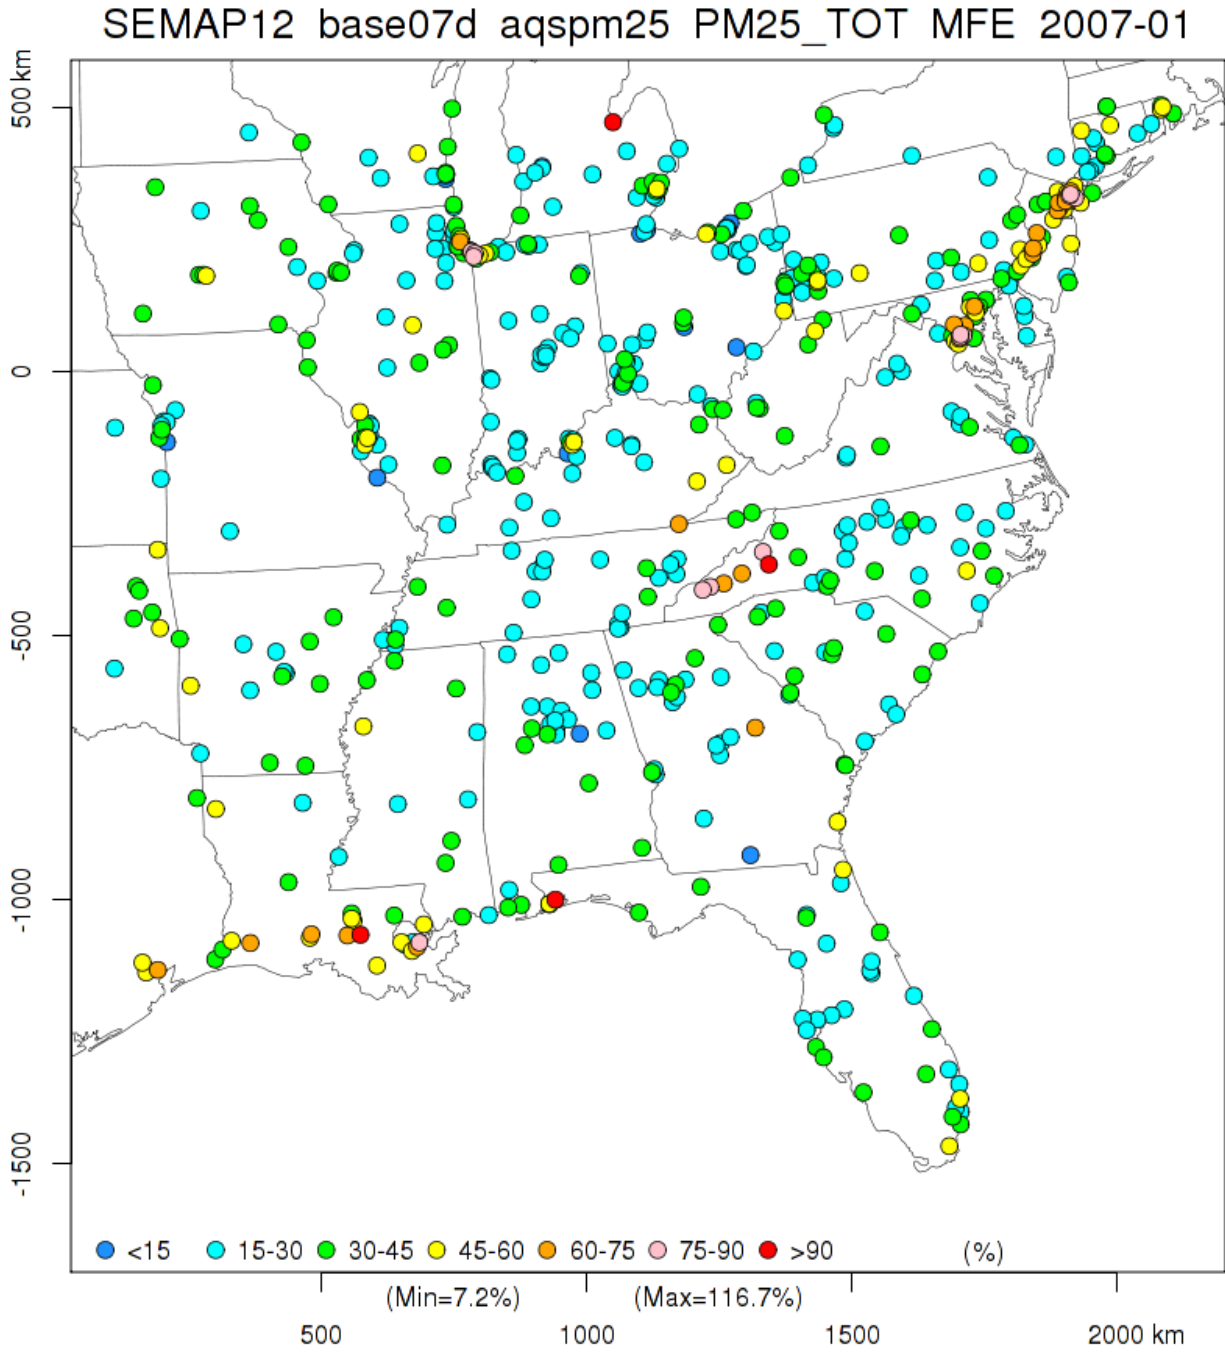 SEMAP12 base07d aqspm25 PM25_TOT MFE 2007-01
500 km
0
-500
-1000
-1500
<15 15-30 30-45 45-60 60-75 75-90 >90 (%)
(Min=7.2%) (Max=116.7%)
500 1000 1500 2000 km